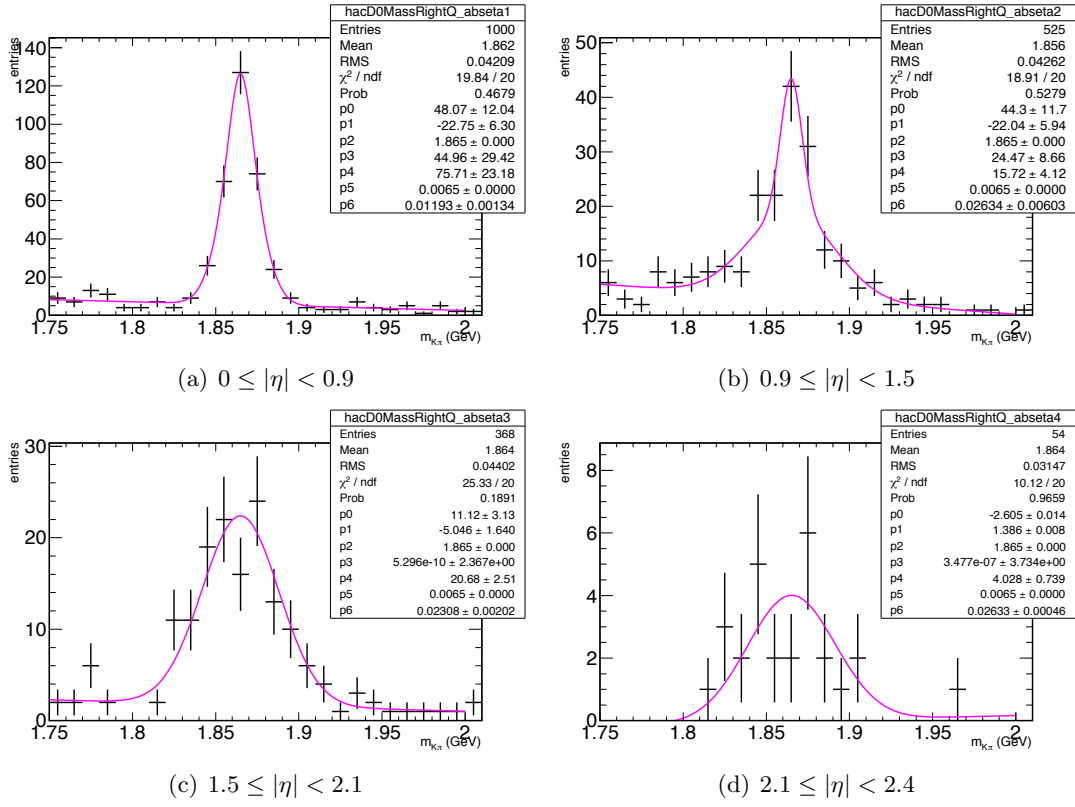 hacD0MassRightQ_abseta1
Entries 1000
Mean 1.862
RMS 0.04209
χ² / ndf 19.84 / 20
Prob 0.4679
p0 48.07 ± 12.04
p1 -22.75 ± 6.30
p2 1.865 ± 0.000
p3 44.96 ± 29.42
p4 75.71 ± 23.18
p5 0.0065 ± 0.0000
p6 0.01193 ± 0.00134
entries
140
120
100
80
60
40
20
0
1.75 1.8 1.85 1.9 1.95 2
m_{Kπ} (GeV)
(a) 0 ≤ |η| < 0.9
hacD0MassRightQ_abseta2
Entries 525
Mean 1.856
RMS 0.04262
χ² / ndf 18.91 / 20
Prob 0.5279
p0 44.3 ± 11.7
p1 -22.04 ± 5.94
p2 1.865 ± 0.000
p3 24.47 ± 8.66
p4 15.72 ± 4.12
p5 0.0065 ± 0.0000
p6 0.02634 ± 0.00603
entries
50
40
30
20
10
0
1.75 1.8 1.85 1.9 1.95 2
m_{Kπ} (GeV)
(b) 0.9 ≤ |η| < 1.5
hacD0MassRightQ_abseta3
Entries 368
Mean 1.864
RMS 0.04402
χ² / ndf 25.33 / 20
Prob 0.1891
p0 11.12 ± 3.13
p1 -5.046 ± 1.640
p2 1.865 ± 0.000
p3 5.296e-10 ± 2.367e+00
p4 20.68 ± 2.51
p5 0.0065 ± 0.0000
p6 0.02308 ± 0.00202
entries
30
20
10
0
1.75 1.8 1.85 1.9 1.95 2
m_{Kπ} (GeV)
(c) 1.5 ≤ |η| < 2.1
hacD0MassRightQ_abseta4
Entries 54
Mean 1.864
RMS 0.03147
χ² / ndf 10.12 / 20
Prob 0.9659
p0 -2.605 ± 0.014
p1 1.386 ± 0.008
p2 1.865 ± 0.000
p3 3.477e-07 ± 3.734e+00
p4 4.028 ± 0.739
p5 0.0065 ± 0.0000
p6 0.02633 ± 0.00046
entries
8
6
4
2
0
1.75 1.8 1.85 1.9 1.95 2
m_{Kπ} (GeV)
(d) 2.1 ≤ |η| < 2.4